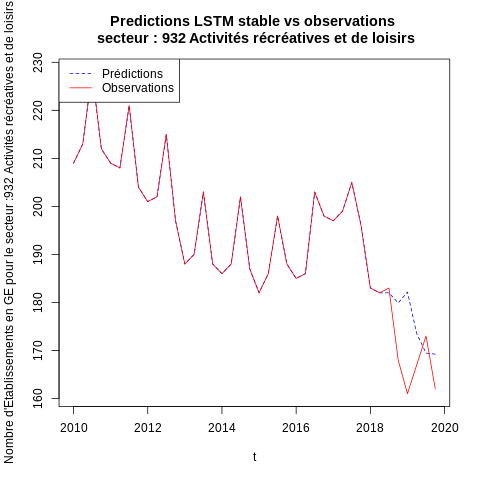 Predictions LSTM stable vs observations
secteur : 932 Activités récréatives et de loisirs
Nombre d'Etablissements en GE pour le secteur :932 Activités récréatives et de loisirs
Prédictions
Observations
230
220
210
200
190
180
170
160
2010 2012 2014 2016 2018 2020
t